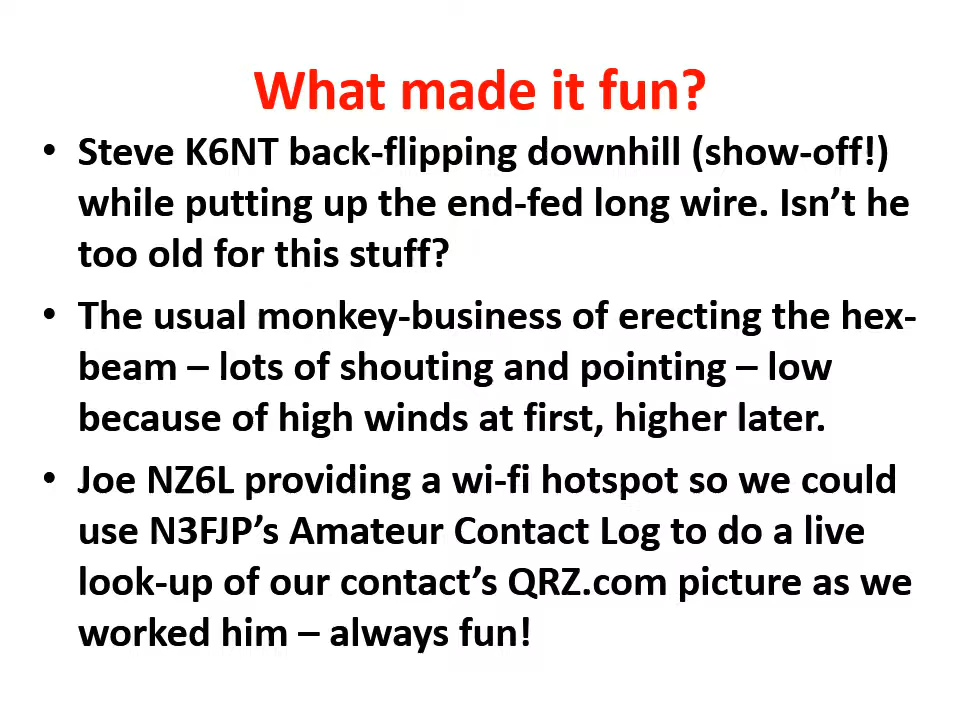 What made it fun?
• Steve K6NT back-flipping downhill (show-off!)
while putting up the end-fed long wire. Isn’t he
too old for this stuff?
• The usual monkey-business of erecting the hex-
beam – lots of shouting and pointing – low
because of high winds at first, higher later.
• Joe NZ6L providing a wi-fi hotspot so we could
use N3FJP’s Amateur Contact Log to do a live
look-up of our contact’s QRZ.com picture as we
worked him – always fun!